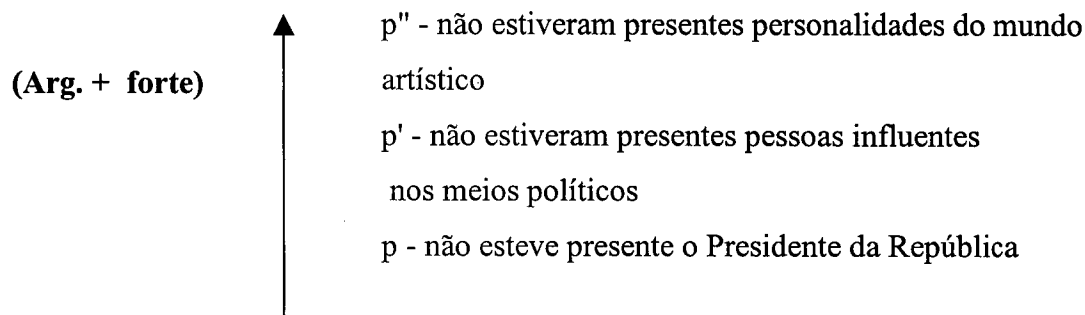 p" - não estiveram presentes personalidades do mundo
(Arg. + forte)
artístico
p' - não estiveram presentes pessoas influentes
nos meios políticos
p - não esteve presente o Presidente da República